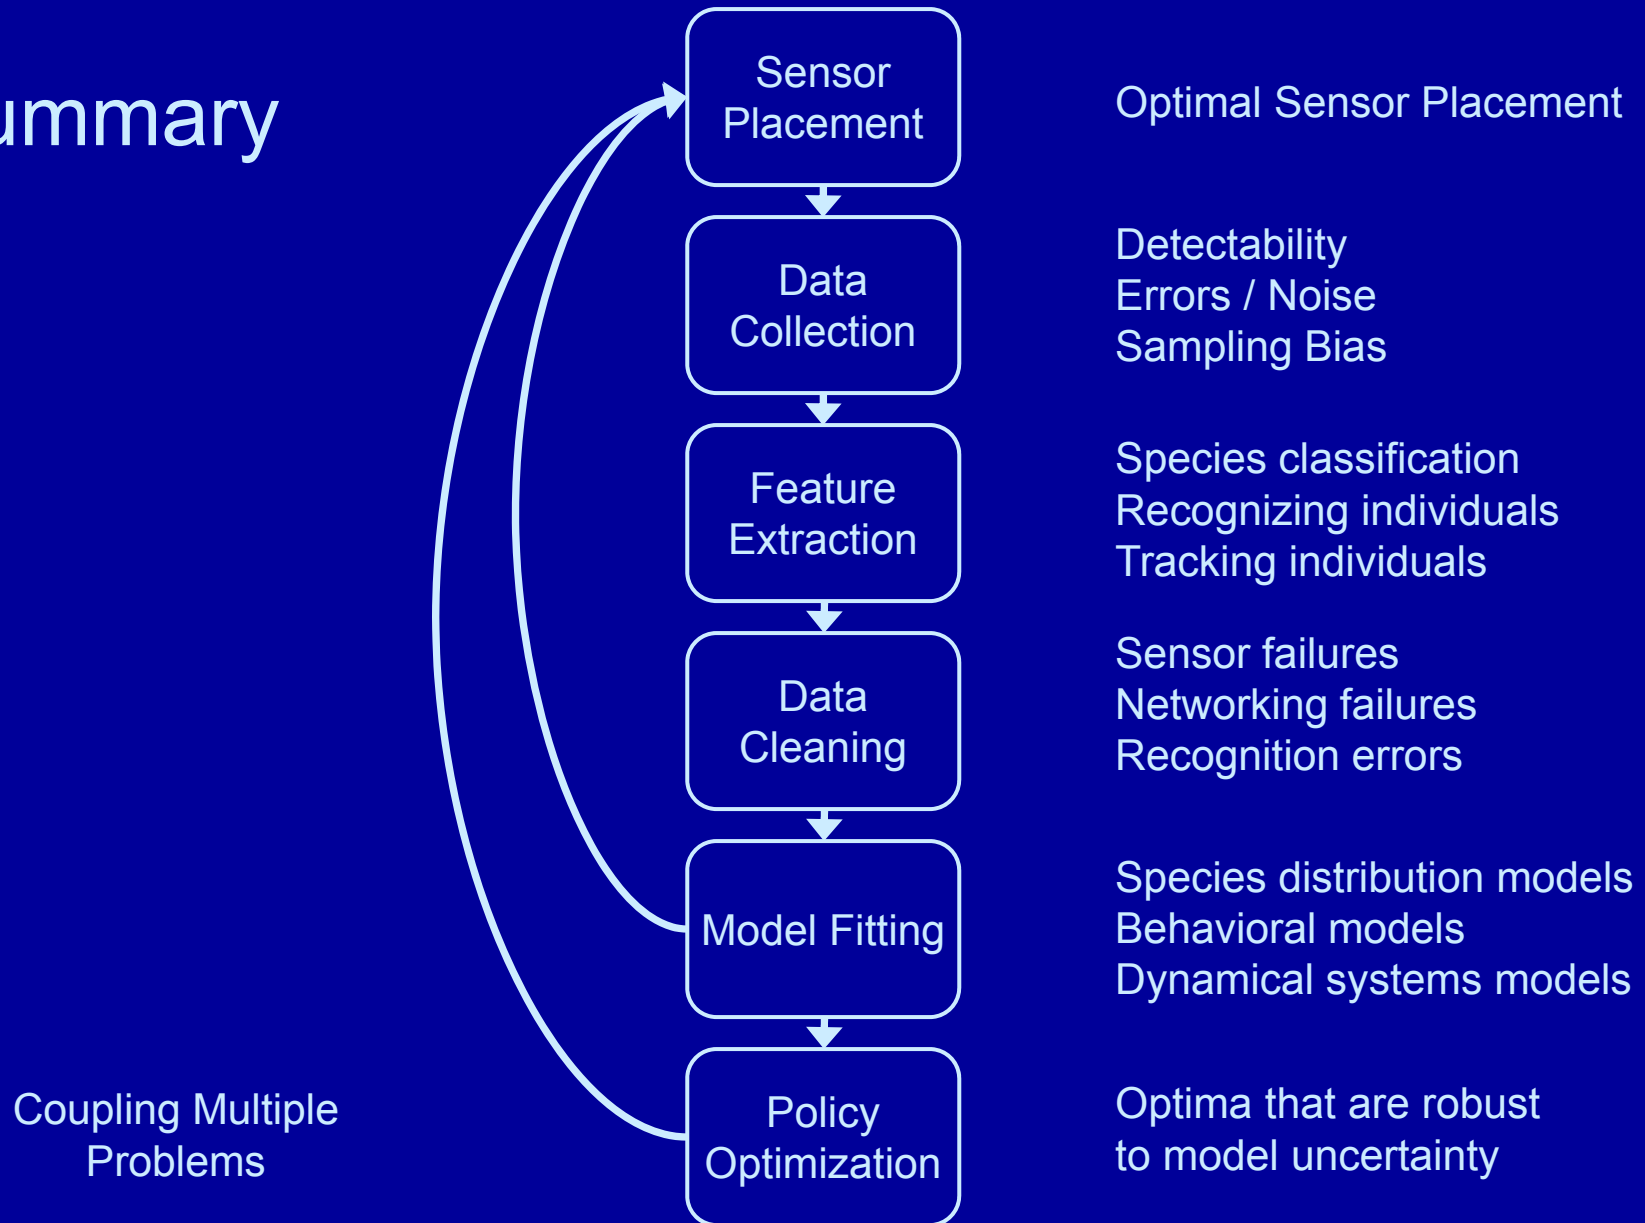 ummary
Sensor
Placement
Optimal Sensor Placement
Data
Collection
Detectability
Errors / Noise
Sampling Bias
Feature
Extraction
Species classification
Recognizing individuals
Tracking individuals
Data
Cleaning
Sensor failures
Networking failures
Recognition errors
Model Fitting
Species distribution models
Behavioral models
Dynamical systems models
Coupling Multiple
Problems
Policy
Optimization
Optima that are robust
to model uncertainty